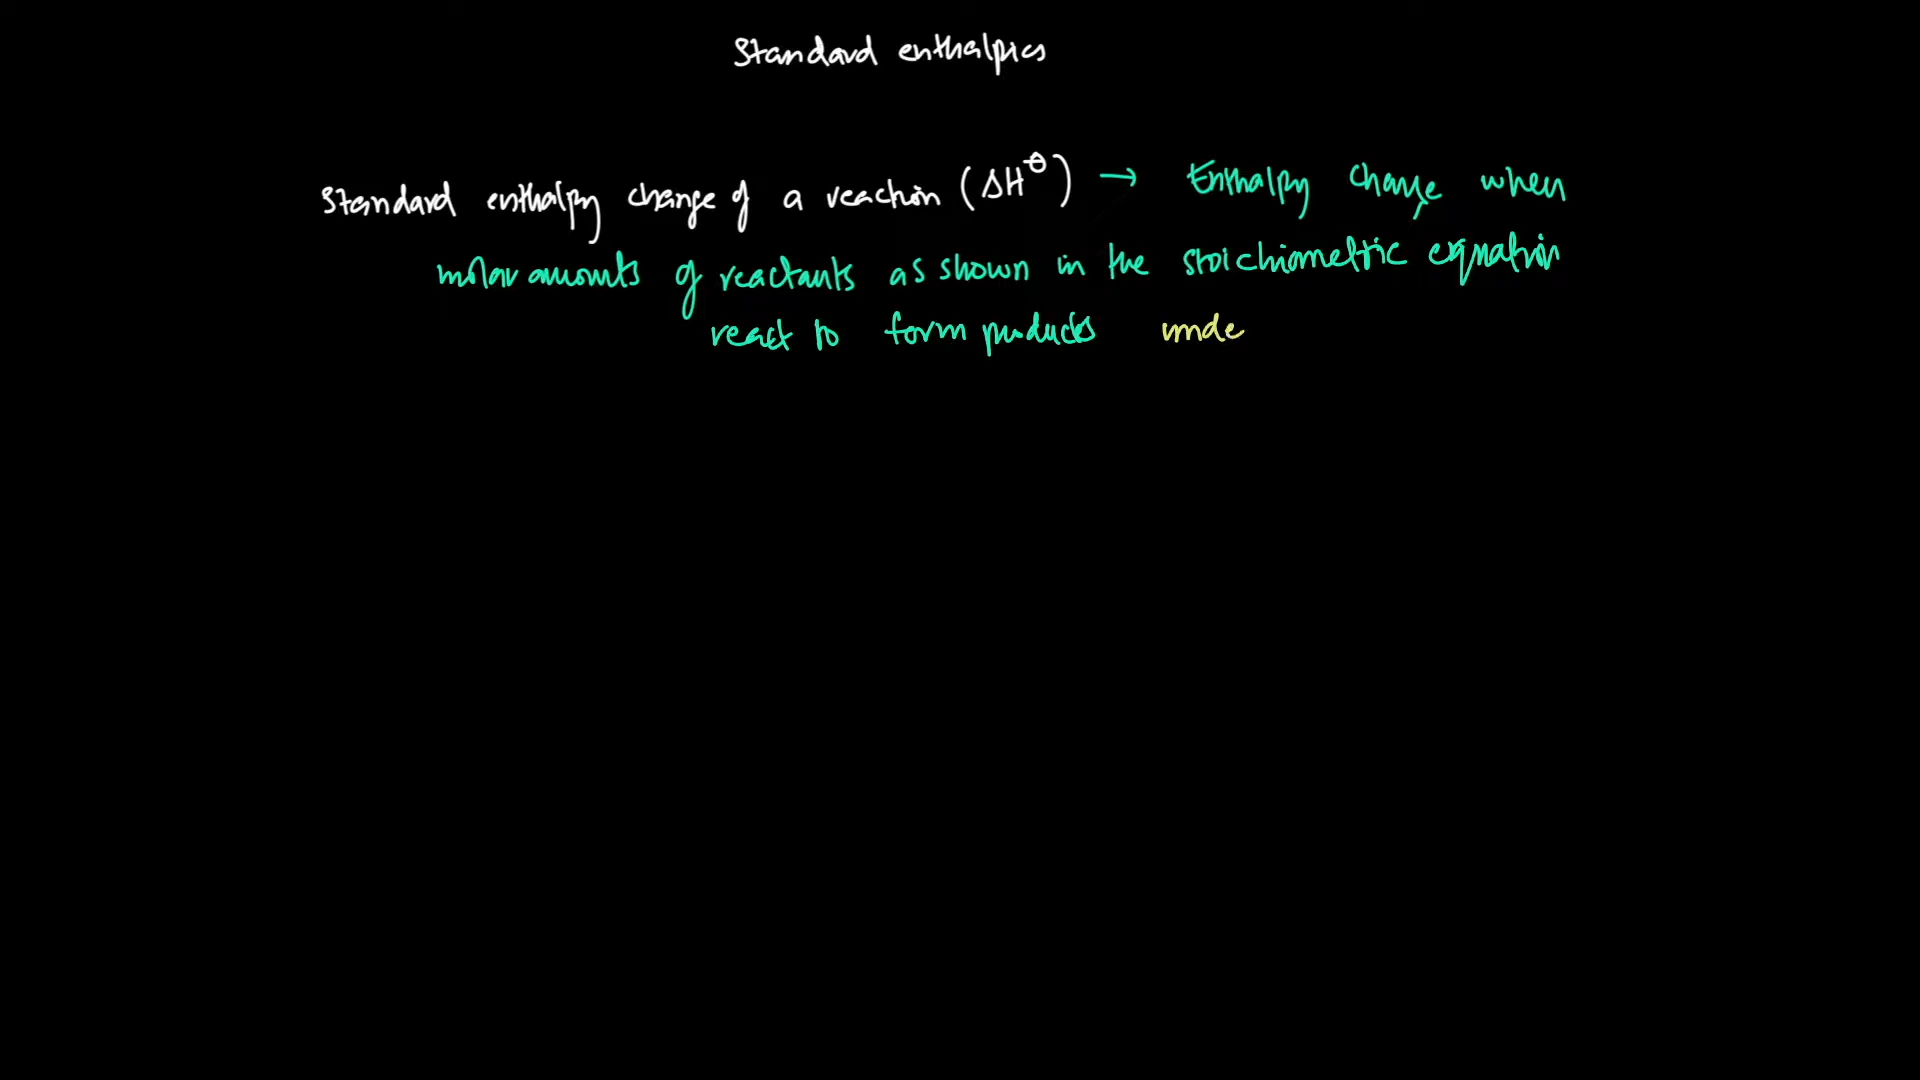 Standard enthalpies
Standard enthalpy change of a reaction (ΔH⦵) → Enthalpy change when
molar amounts of reactants as shown in the stoichiometric equation
react to form products unde